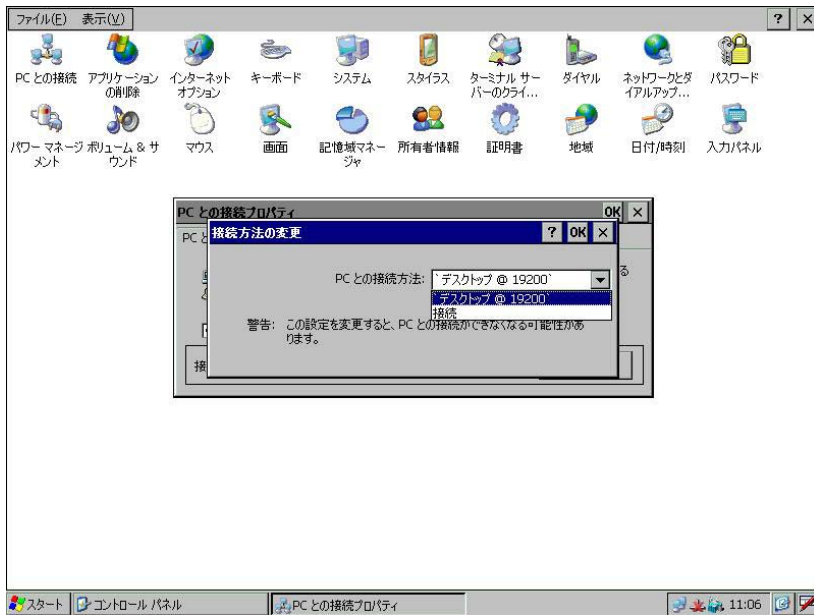 ファイル(F) 表示(V) ? ×
PC との接続 アプリケーション インターネット キーボード システム スタイラス ターミナル サー ダイヤル ネットワークとダ パスワード
の削除 オプション バーのクライ... イアルアップ...
パワー マネージ ボリューム & サ マウス 画面 記憶域マネー 所有者情報 証明書 地域 日付/時刻 入力パネル
メント ウンド ジャ
PC との接続プロパティ OK ×
接続方法の変更 ? OK ×
PC と
る
PC との接続方法: `デスクトップ @ 19200`
`デスクトップ @ 19200`
接続
警告: この設定を変更すると、PC との接続ができなくなる可能性があ
ります。
接
スタート コントロール パネル PC との接続プロパティ 11:06